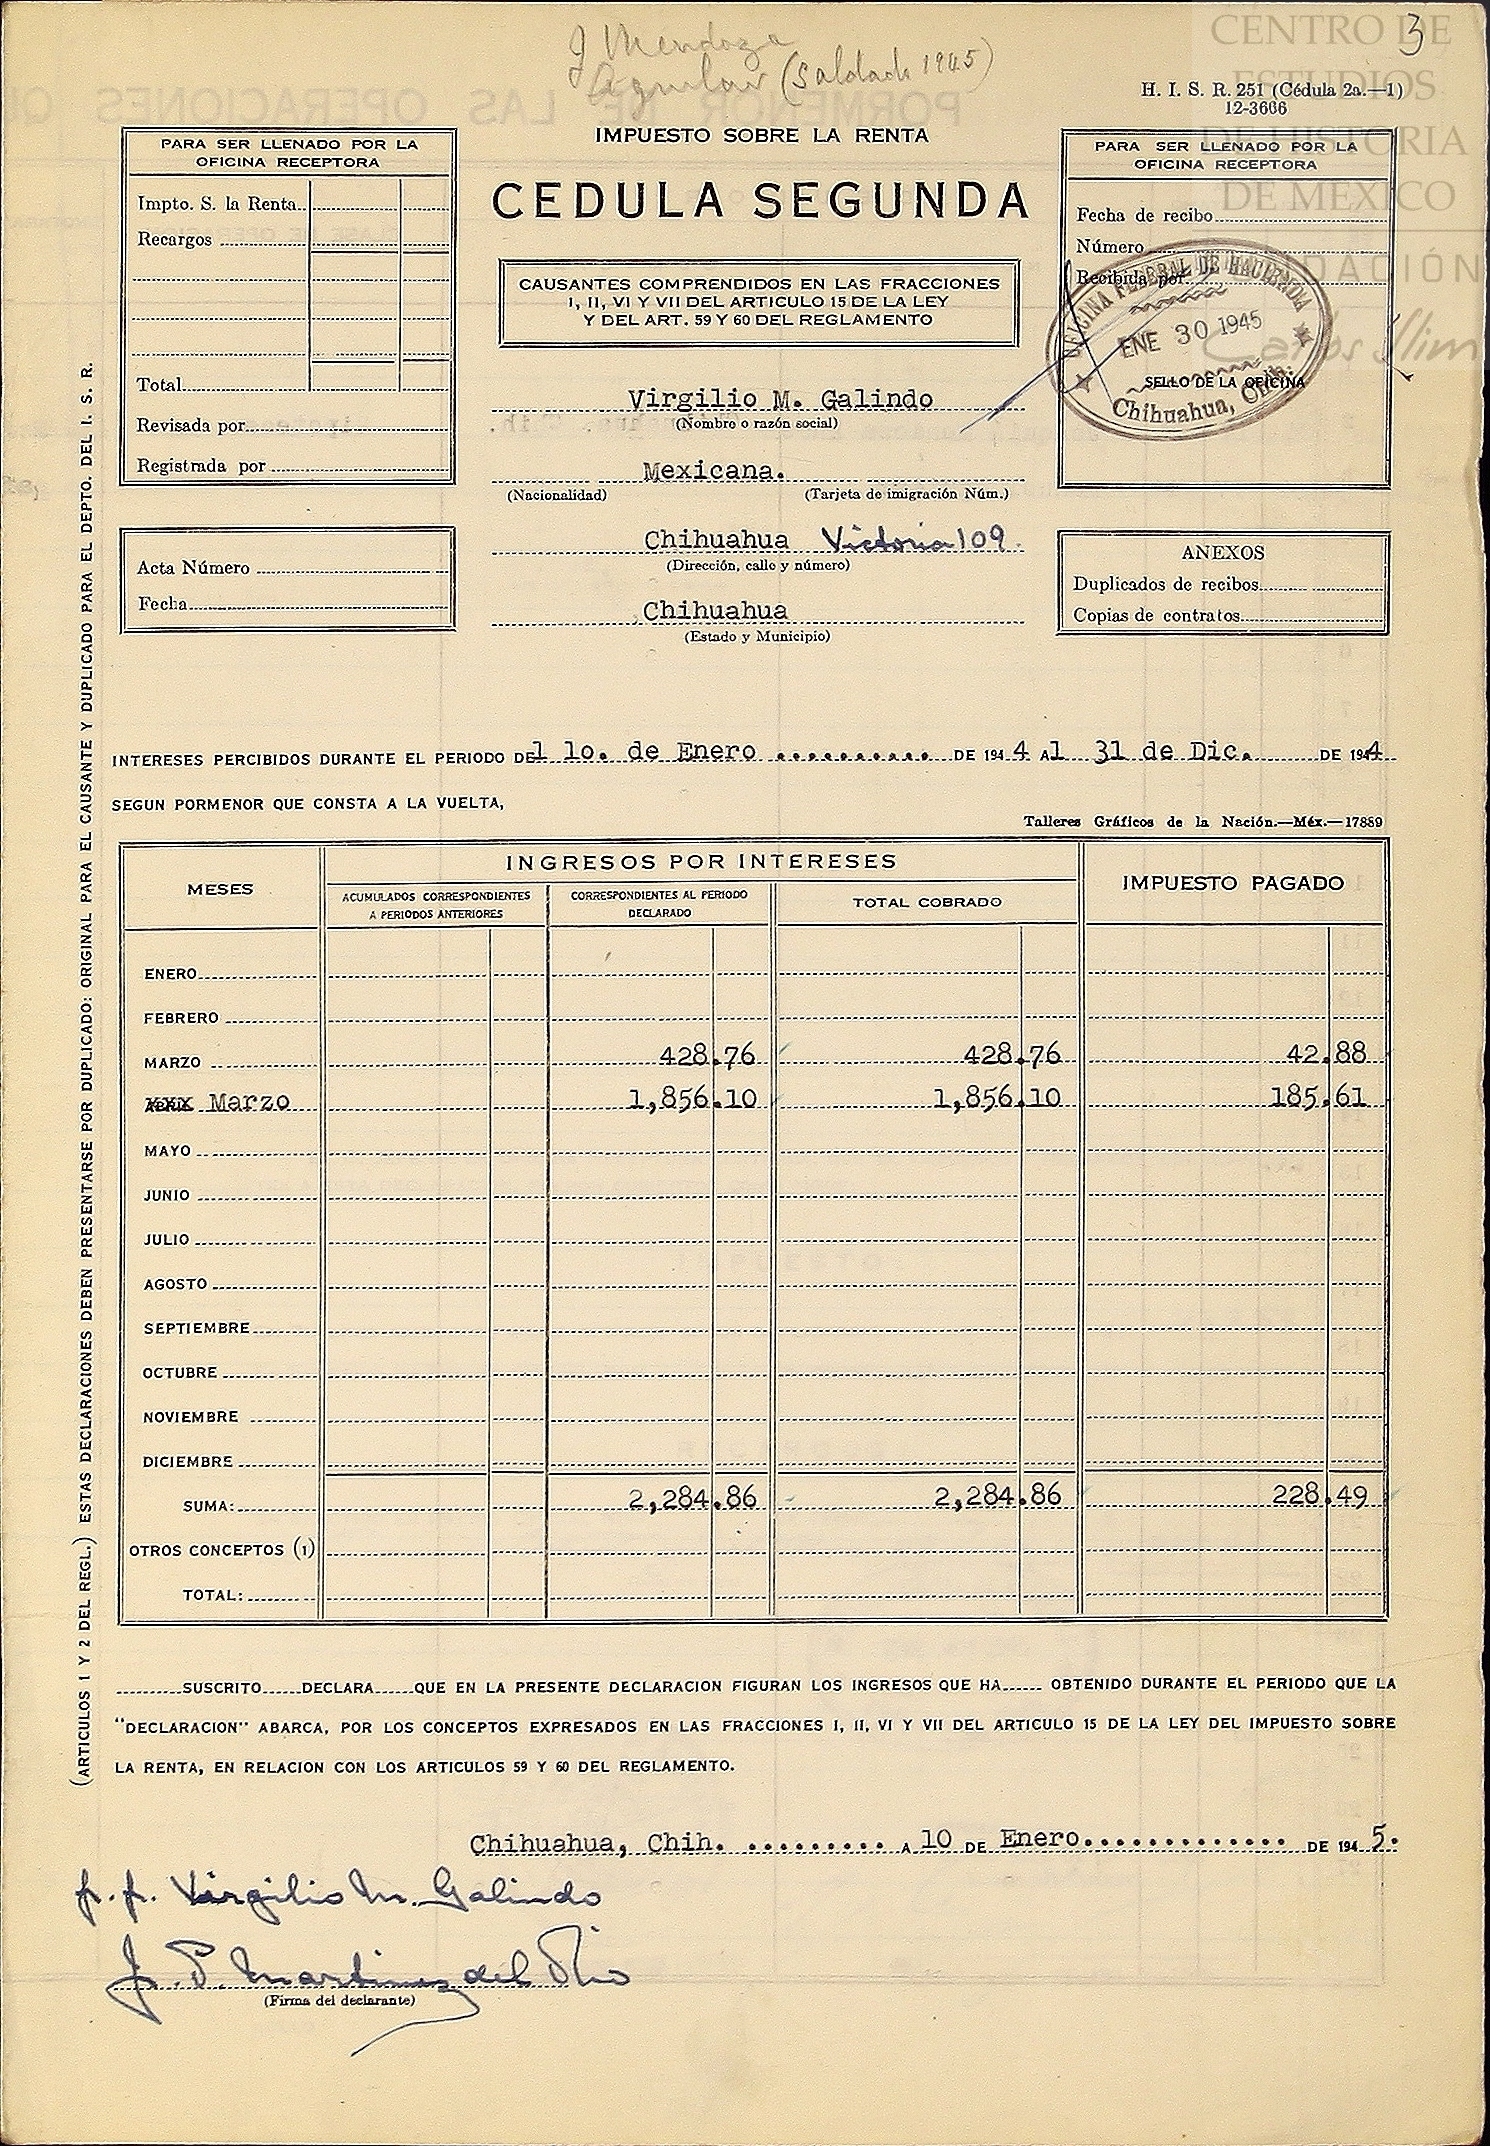 3
J Mendoza
Aguilar (Saldada 1945)
CENTRO DE
ESTUDIOS
DE HISTORIA
DE MEXICO
FUNDACIÓN
Carlos Slim
H. I. S. R. 251 (Cédula 2a.—1)
12-3666
PARA SER LLENADO POR LA
OFICINA RECEPTORA
Impto. S. la Renta
Recargos
Total
Revisada por
Registrada por
Acta Número
Fecha
IMPUESTO SOBRE LA RENTA
CEDULA SEGUNDA
CAUSANTES COMPRENDIDOS EN LAS FRACCIONES
I, II, VI Y VII DEL ARTICULO 15 DE LA LEY
Y DEL ART. 59 Y 60 DEL REGLAMENTO
Virgilio M. Galindo
(Nombre o razón social)
Mexicana.
(Nacionalidad) (Tarjeta de imigración Núm.)
Chihuahua Victoria 109.
(Dirección, calle y número)
Chihuahua
(Estado y Municipio)
PARA SER LLENADO POR LA
OFICINA RECEPTORA
Fecha de recibo
Número
Recibida por
OFICINA FEDERAL DE HACIENDA
ENE 30 1945
SELLO DE LA OFICINA
Chihuahua, Chih.
ANEXOS
Duplicados de recibos
Copias de contratos
(ARTICULOS 1 Y 2 DEL REGL.) ESTAS DECLARACIONES DEBEN PRESENTARSE POR DUPLICADO: ORIGINAL PARA EL CAUSANTE Y DUPLICADO PARA EL DEPTO. DEL I. S. R.
INTERESES PERCIBIDOS DURANTE EL PERIODO DEl 1o. de Enero .......... DE 1944 Al 31 de Dic. DE 1944
SEGUN PORMENOR QUE CONSTA A LA VUELTA,
Talleres Gráficos de la Nación.—Méx.—17889
MESES INGRESOS POR INTERESES IMPUESTO PAGADO
ACUMULADOS CORRESPONDIENTES A PERIODOS ANTERIORES CORRESPONDIENTES AL PERIODO DECLARADO TOTAL COBRADO
ENERO
FEBRERO
MARZO 428.76 428.76 42.88
xxx Marzo 1,856.10 1,856.10 185.61
MAYO
JUNIO
JULIO
AGOSTO
SEPTIEMBRE
OCTUBRE
NOVIEMBRE
DICIEMBRE
SUMA: 2,284.86 2,284.86 228.49
OTROS CONCEPTOS (1)
TOTAL:
SUSCRITO DECLARA QUE EN LA PRESENTE DECLARACION FIGURAN LOS INGRESOS QUE HA OBTENIDO DURANTE EL PERIODO QUE LA
"DECLARACION" ABARCA, POR LOS CONCEPTOS EXPRESADOS EN LAS FRACCIONES I, II, VI Y VII DEL ARTICULO 15 DE LA LEY DEL IMPUESTO SOBRE
LA RENTA, EN RELACION CON LOS ARTICULOS 59 Y 60 DEL REGLAMENTO.
Chihuahua, Chih. ......... A 10 DE Enero............. DE 1945.
p. p. Virgilio M. Galindo
J. P. Martinez del Rio
(Firma del declarante)